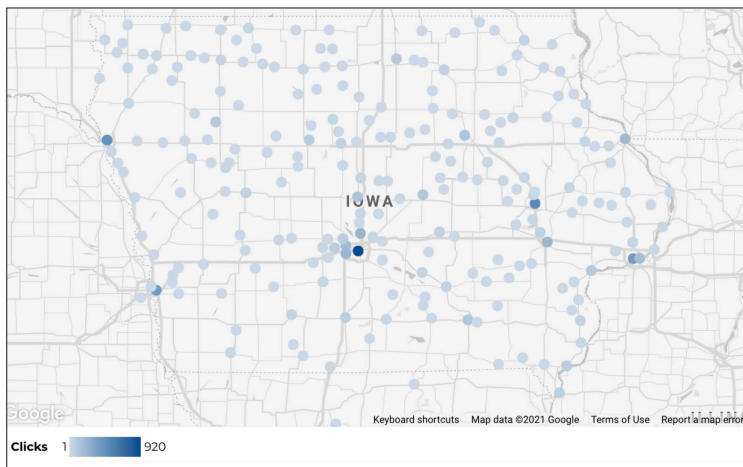 IOWA
Google
Keyboard shortcuts Map data ©2021 Google Terms of Use Report a map error
Clicks 1 920